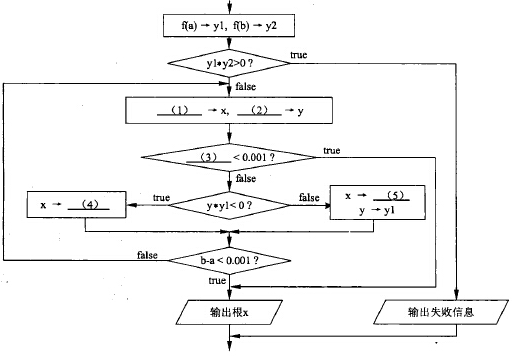 f(a) → y1, f(b) → y2
y1*y2>0？
true
false
（1） → x, （2） → y
（3） < 0.001？
true
false
x → （4）
true
y*y1<0？
false
x → （5）
y → y1
false
b-a < 0.001？
true
输出根x
输出失败信息